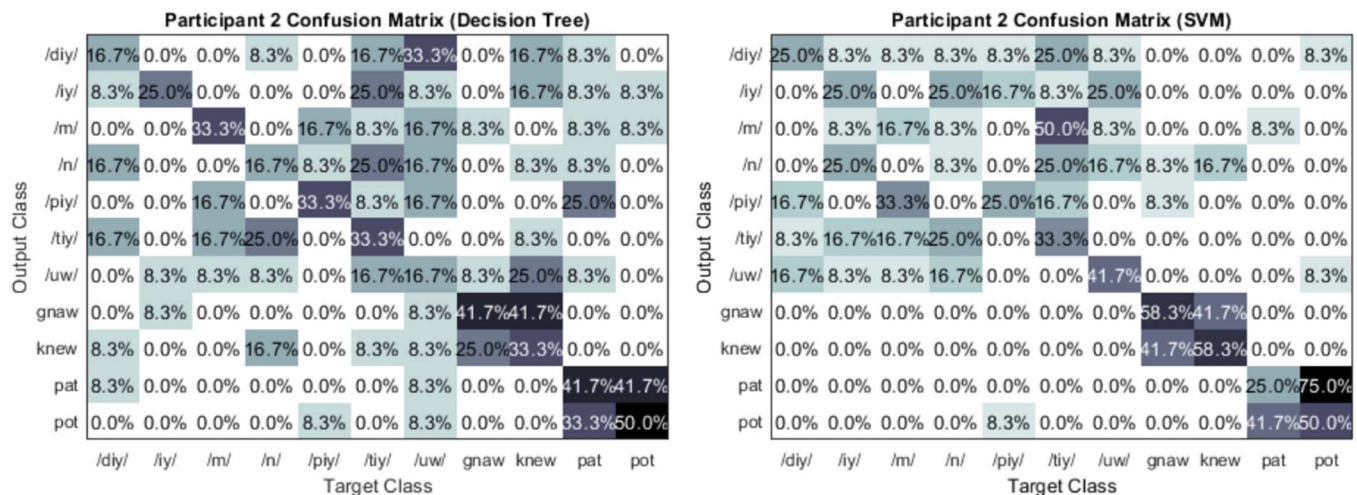 Participant 2 Confusion Matrix (Decision Tree)
/diy/ 16.7% 0.0% 0.0% 8.3% 0.0% 16.7% 33.3% 0.0% 16.7% 8.3% 0.0%
/iy/ 8.3% 25.0% 0.0% 0.0% 0.0% 25.0% 8.3% 0.0% 16.7% 8.3% 8.3%
/m/ 0.0% 0.0% 33.3% 0.0% 16.7% 8.3% 16.7% 8.3% 0.0% 8.3% 8.3%
/n/ 16.7% 0.0% 0.0% 16.7% 8.3% 25.0% 16.7% 0.0% 8.3% 8.3% 0.0%
/piy/ 0.0% 0.0% 16.7% 0.0% 33.3% 8.3% 16.7% 0.0% 0.0% 25.0% 0.0%
/tiy/ 16.7% 0.0% 16.7% 25.0% 0.0% 33.3% 0.0% 0.0% 8.3% 0.0% 0.0%
/uw/ 0.0% 8.3% 8.3% 8.3% 0.0% 16.7% 16.7% 8.3% 25.0% 8.3% 0.0%
gnaw 0.0% 8.3% 0.0% 0.0% 0.0% 0.0% 8.3% 41.7% 41.7% 0.0% 0.0%
knew 8.3% 0.0% 0.0% 16.7% 0.0% 8.3% 8.3% 25.0% 33.3% 0.0% 0.0%
pat 8.3% 0.0% 0.0% 0.0% 0.0% 0.0% 8.3% 0.0% 0.0% 41.7% 41.7%
pot 0.0% 0.0% 0.0% 0.0% 8.3% 0.0% 8.3% 0.0% 0.0% 33.3% 50.0%
/diy/ /iy/ /m/ /n/ /piy/ /tiy/ /uw/ gnaw knew pat pot
Target Class
Output Class
Participant 2 Confusion Matrix (SVM)
/diy/ 25.0% 8.3% 8.3% 8.3% 8.3% 25.0% 8.3% 0.0% 0.0% 0.0% 8.3%
/iy/ 0.0% 25.0% 0.0% 25.0% 16.7% 8.3% 25.0% 0.0% 0.0% 0.0% 0.0%
/m/ 0.0% 8.3% 16.7% 8.3% 0.0% 50.0% 8.3% 0.0% 0.0% 8.3% 0.0%
/n/ 0.0% 25.0% 0.0% 8.3% 0.0% 25.0% 16.7% 8.3% 16.7% 0.0% 0.0%
/piy/ 16.7% 0.0% 33.3% 0.0% 25.0% 16.7% 0.0% 8.3% 0.0% 0.0% 0.0%
/tiy/ 8.3% 16.7% 16.7% 25.0% 0.0% 33.3% 0.0% 0.0% 0.0% 0.0% 0.0%
/uw/ 16.7% 8.3% 8.3% 16.7% 0.0% 0.0% 41.7% 0.0% 0.0% 0.0% 8.3%
gnaw 0.0% 0.0% 0.0% 0.0% 0.0% 0.0% 0.0% 58.3% 41.7% 0.0% 0.0%
knew 0.0% 0.0% 0.0% 0.0% 0.0% 0.0% 0.0% 41.7% 58.3% 0.0% 0.0%
pat 0.0% 0.0% 0.0% 0.0% 0.0% 0.0% 0.0% 0.0% 0.0% 25.0% 75.0%
pot 0.0% 0.0% 0.0% 0.0% 8.3% 0.0% 0.0% 0.0% 0.0% 41.7% 50.0%
/diy/ /iy/ /m/ /n/ /piy/ /tiy/ /uw/ gnaw knew pat pot
Target Class
Output Class